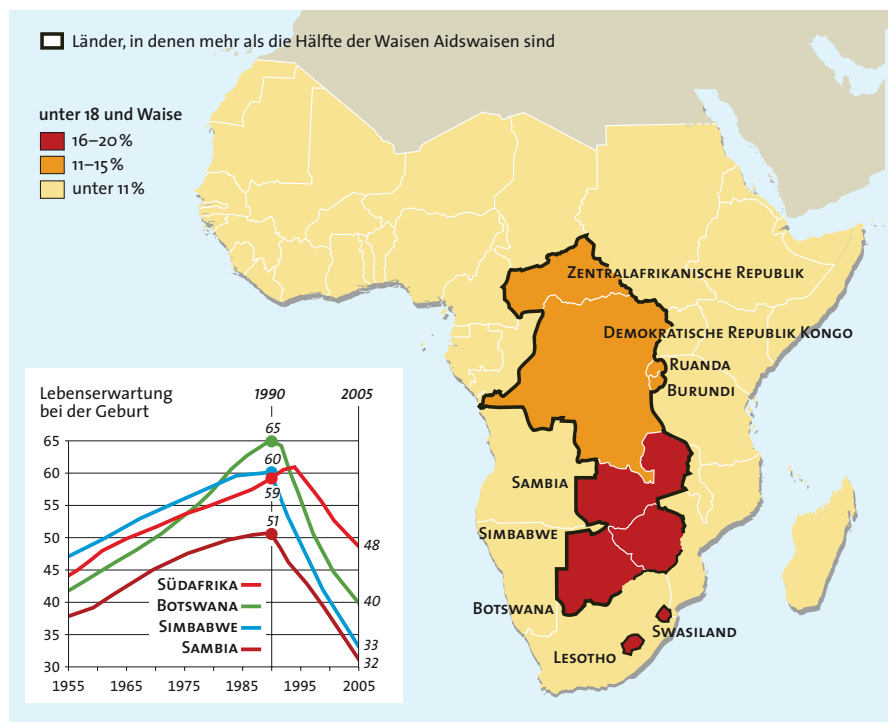 Länder, in denen mehr als die Hälfte der Waisen Aidswaisen sind
unter 18 und Waise
16–20 %
11–15 %
unter 11 %
ZENTRALAFRIKANISCHE REPUBLIK
DEMOKRATISCHE REPUBLIK KONGO
RUANDA
BURUNDI
SAMBIA
SIMBABWE
BOTSWANA
SWASILAND
LESOTHO
Lebenserwartung
bei der Geburt
1990
2005
65
60
55
50
45
40
35
30
65
60
59
51
48
40
33
32
SÜDAFRIKA
BOTSWANA
SIMBABWE
SAMBIA
1955
1965
1975
1985
1995
2005